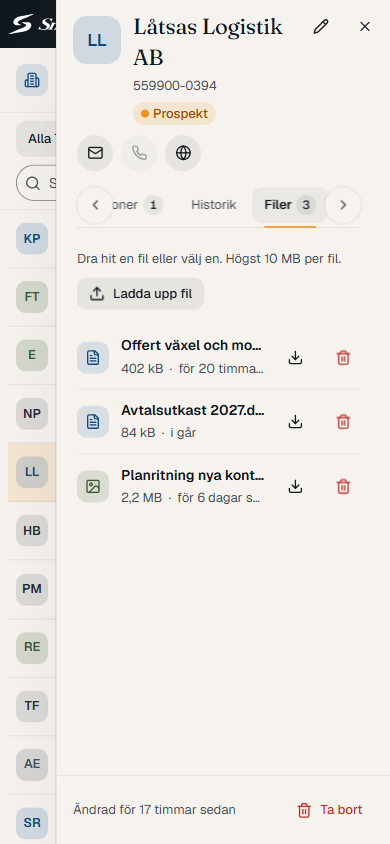 LL
Låtsas Logistik
AB
559900-0394
Prospekt
Alla
S
oner 1
Historik
Filer 3
Dra hit en fil eller välj en. Högst 10 MB per fil.
Ladda upp fil
Offert växel och mo...
402 kB · för 20 timma...
Avtalsutkast 2027.d...
84 kB · i går
Planritning nya kont...
2,2 MB · för 6 dagar s...
KP
FT
E
NP
LL
HB
PM
RE
TF
AE
SR
Ändrad för 17 timmar sedan
Ta bort